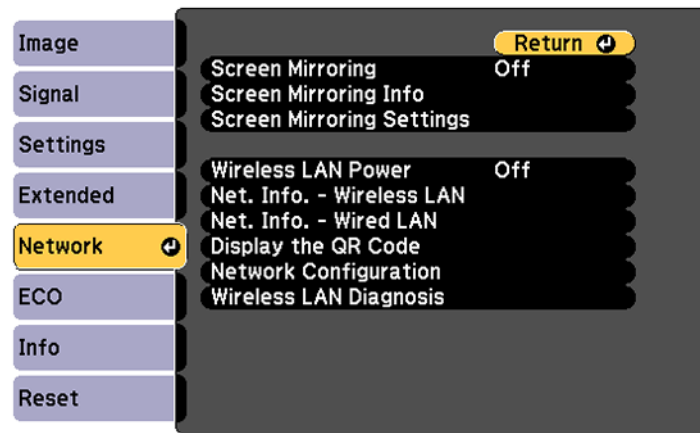 Image
Signal
Settings
Extended
Network
ECO
Info
Reset
Return
Screen Mirroring Off
Screen Mirroring Info
Screen Mirroring Settings
Wireless LAN Power Off
Net. Info. - Wireless LAN
Net. Info. - Wired LAN
Display the QR Code
Network Configuration
Wireless LAN Diagnosis